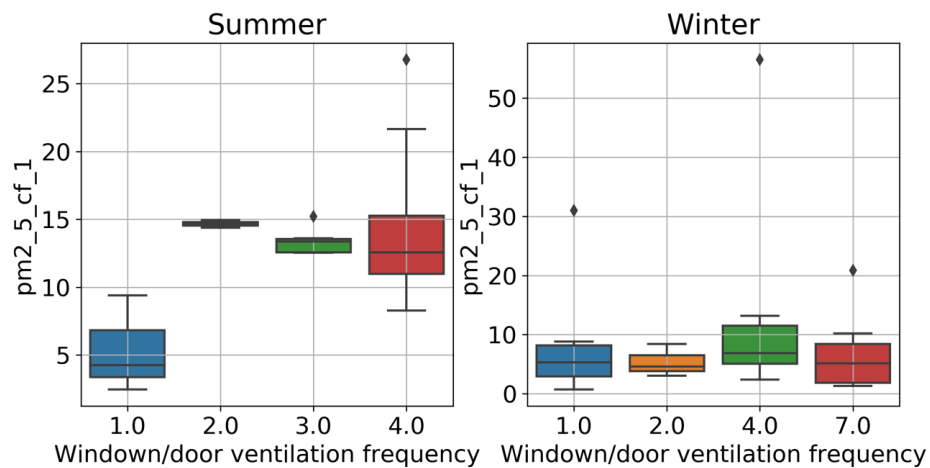 Summer
25
20
15
10
5
pm2_5_cf_1
1.0 2.0 3.0 4.0
Windown/door ventilation frequency
Winter
50
40
30
20
10
0
pm2_5_cf_1
1.0 2.0 4.0 7.0
Windown/door ventilation frequency